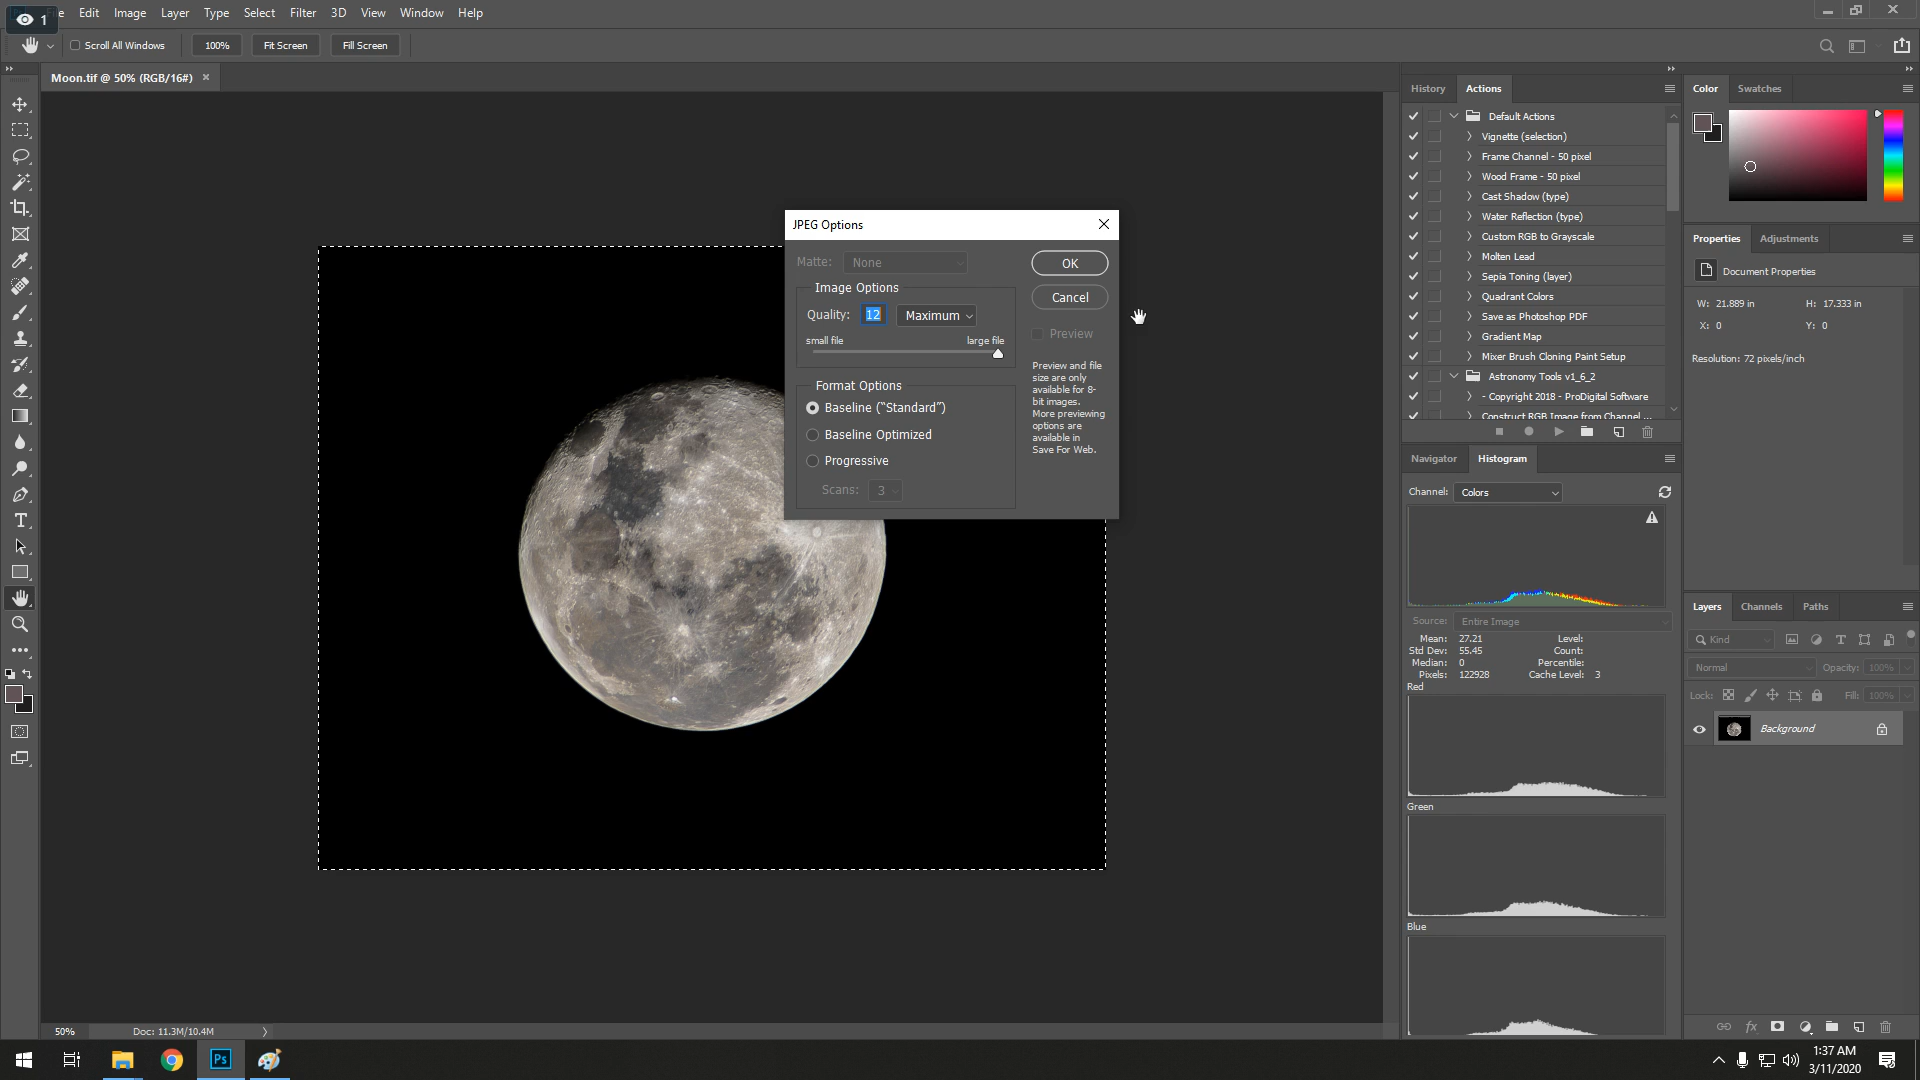 1
File Edit Image Layer Type Select Filter 3D View Window Help
Scroll All Windows 100% Fit Screen Fill Screen
Moon.tif @ 50% (RGB/16#)
JPEG Options
Matte: None
OK
Image Options
Cancel
Quality: 12 Maximum
Preview
small file large file
Preview and file
size are only
available for 8-
bit images.
More previewing
options are
available in
Save For Web.
Format Options
Baseline (“Standard”)
Baseline Optimized
Progressive
Scans: 3
History Actions
Default Actions
Vignette (selection)
Frame Channel - 50 pixel
Wood Frame - 50 pixel
Cast Shadow (type)
Water Reflection (type)
Custom RGB to Grayscale
Molten Lead
Sepia Toning (layer)
Quadrant Colors
Save as Photoshop PDF
Gradient Map
Mixer Brush Cloning Paint Setup
Astronomy Tools v1_6_2
- Copyright 2018 - ProDigital Software
Construct RGB Image from Channel ...
Navigator Histogram
Channel: Colors
Source: Entire Image
Mean: 27.21 Level:
Std Dev: 55.45 Count:
Median: 0 Percentile:
Pixels: 122928 Cache Level: 3
Red
Green
Blue
Color Swatches
Properties Adjustments
Document Properties
W: 21.889 in H: 17.333 in
X: 0 Y: 0
Resolution: 72 pixels/inch
Layers Channels Paths
Kind
Normal Opacity: 100%
Lock: Fill: 100%
Background
fx
50% Doc: 11.3M/10.4M
Ps
1:37 AM
3/11/2020